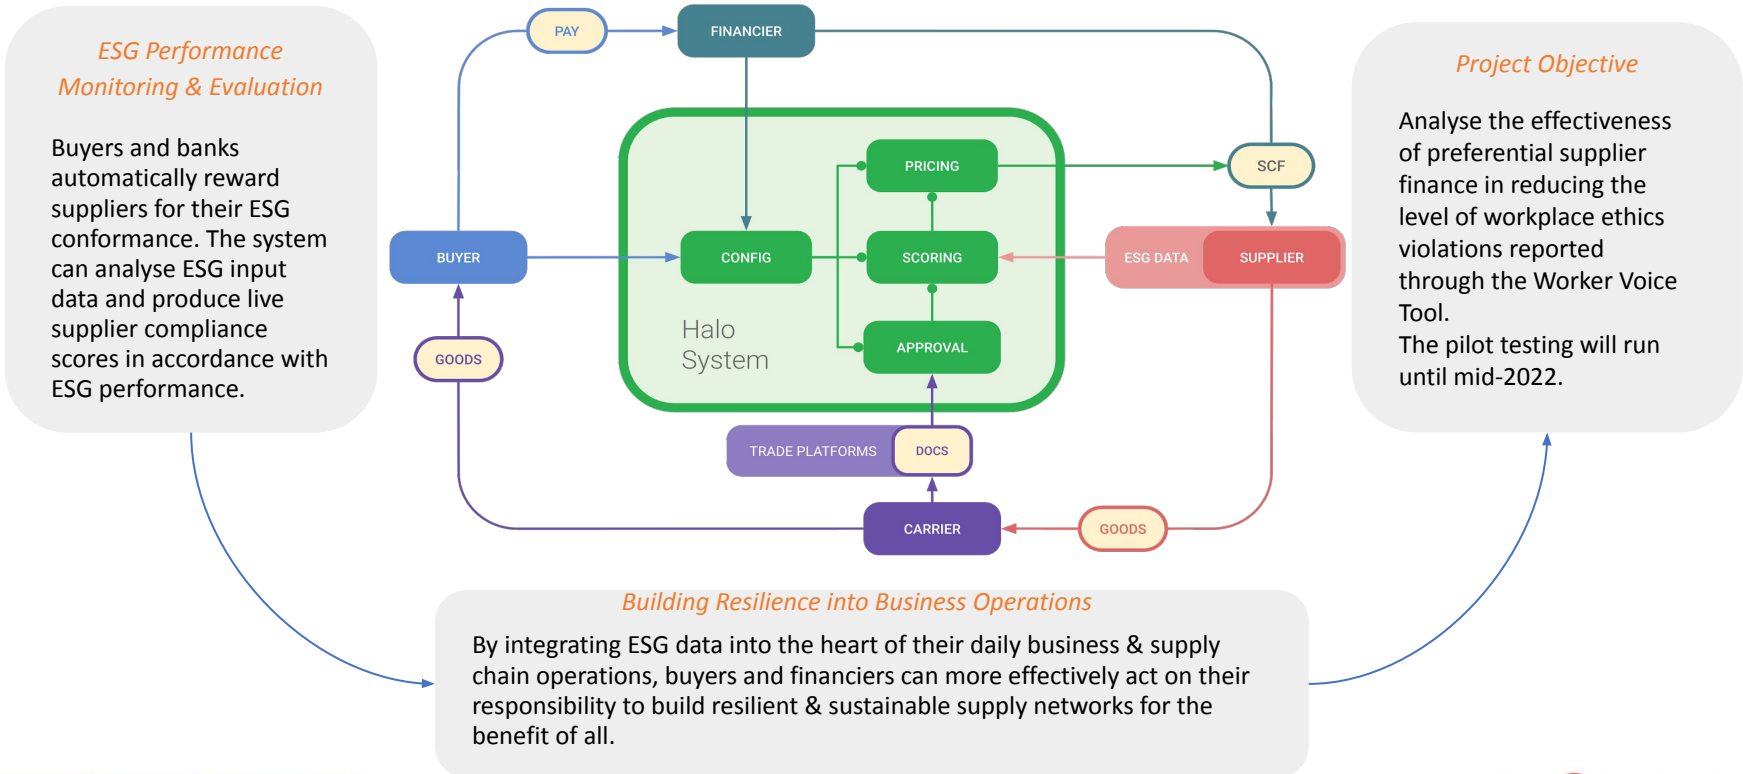 ESG Performance
Monitoring & Evaluation
Buyers and banks
automatically reward
suppliers for their ESG
conformance. The system
can analyse ESG input
data and produce live
supplier compliance
scores in accordance with
ESG performance.
PAY
FINANCIER
PRICING
SCF
BUYER
CONFIG
SCORING
ESG DATA
SUPPLIER
Halo
System
APPROVAL
GOODS
TRADE PLATFORMS
DOCS
CARRIER
GOODS
Project Objective
Analyse the effectiveness
of preferential supplier
finance in reducing the
level of workplace ethics
violations reported
through the Worker Voice
Tool.
The pilot testing will run
until mid-2022.
Building Resilience into Business Operations
By integrating ESG data into the heart of their daily business & supply
chain operations, buyers and financiers can more effectively act on their
responsibility to build resilient & sustainable supply networks for the
benefit of all.